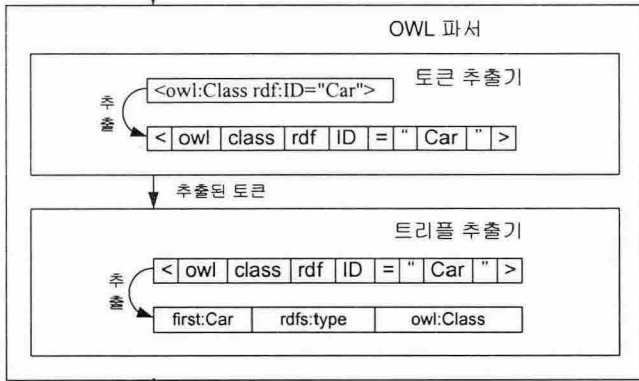 OWL 파서
토큰 추출기
<owl:Class rdf:ID="Car">
추출
< owl class rdf ID = “ Car ” >
추출된 토큰
트리플 추출기
< owl class rdf ID = “ Car ” >
추출
first:Car rdfs:type owl:Class